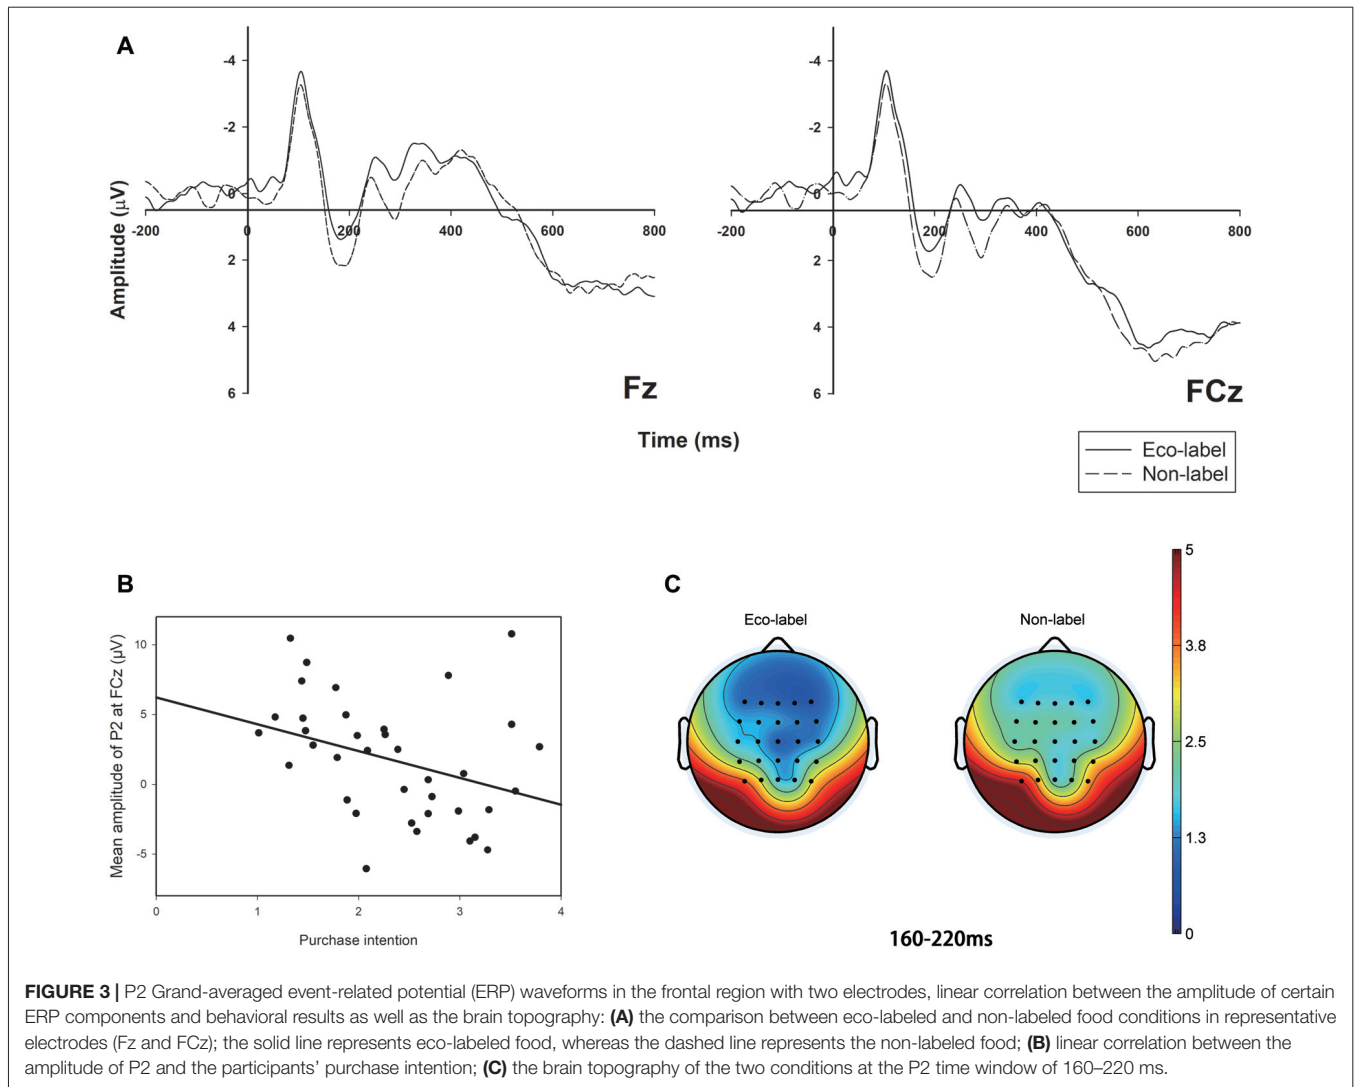 A
-4
-2
0
2
4
6
-200
0
200
400
600
800
Amplitude (µV)
Fz
-4
-2
0
2
4
6
-200
0
200
400
600
800
FCz
Time (ms)
Eco-label
Non-label
B
10
5
0
-5
0
1
2
3
4
Mean amplitude of P2 at FCz (µV)
Purchase intention
C
Eco-label
Non-label
5
3.8
2.5
1.3
0
160-220ms
FIGURE 3 | P2 Grand-averaged event-related potential (ERP) waveforms in the frontal region with two electrodes, linear correlation between the amplitude of certain
ERP components and behavioral results as well as the brain topography: (A) the comparison between eco-labeled and non-labeled food conditions in representative
electrodes (Fz and FCz); the solid line represents eco-labeled food, whereas the dashed line represents the non-labeled food; (B) linear correlation between the
amplitude of P2 and the participants' purchase intention; (C) the brain topography of the two conditions at the P2 time window of 160–220 ms.